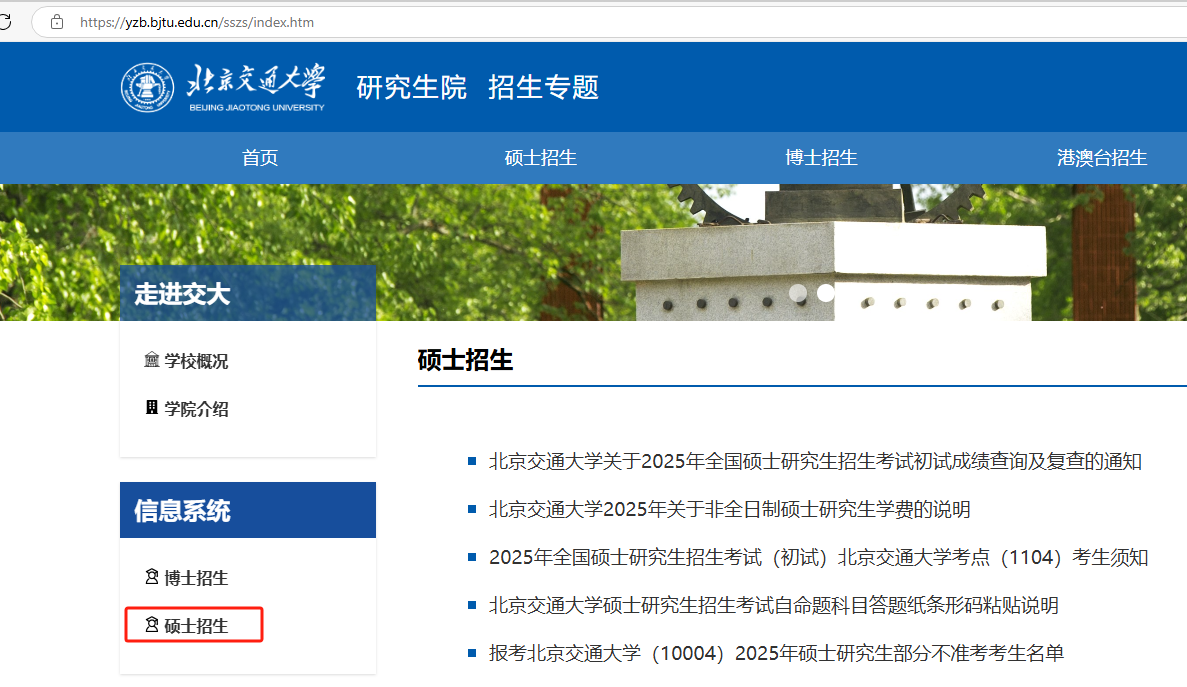 https://yzb.bjtu.edu.cn/sszs/index.htm
北京交通大学
BEIJING JIAOTONG UNIVERSITY
研究生院 招生专题
首页 硕士招生 博士招生 港澳台招生
走进交大
学校概况
学院介绍
信息系统
博士招生
硕士招生
硕士招生
北京交通大学关于2025年全国硕士研究生招生考试初试成绩查询及复查的通知
北京交通大学2025年关于非全日制硕士研究生学费的说明
2025年全国硕士研究生招生考试（初试）北京交通大学考点（1104）考生须知
北京交通大学硕士研究生招生考试自命题科目答题纸条形码粘贴说明
报考北京交通大学（10004）2025年硕士研究生部分不准考考生名单